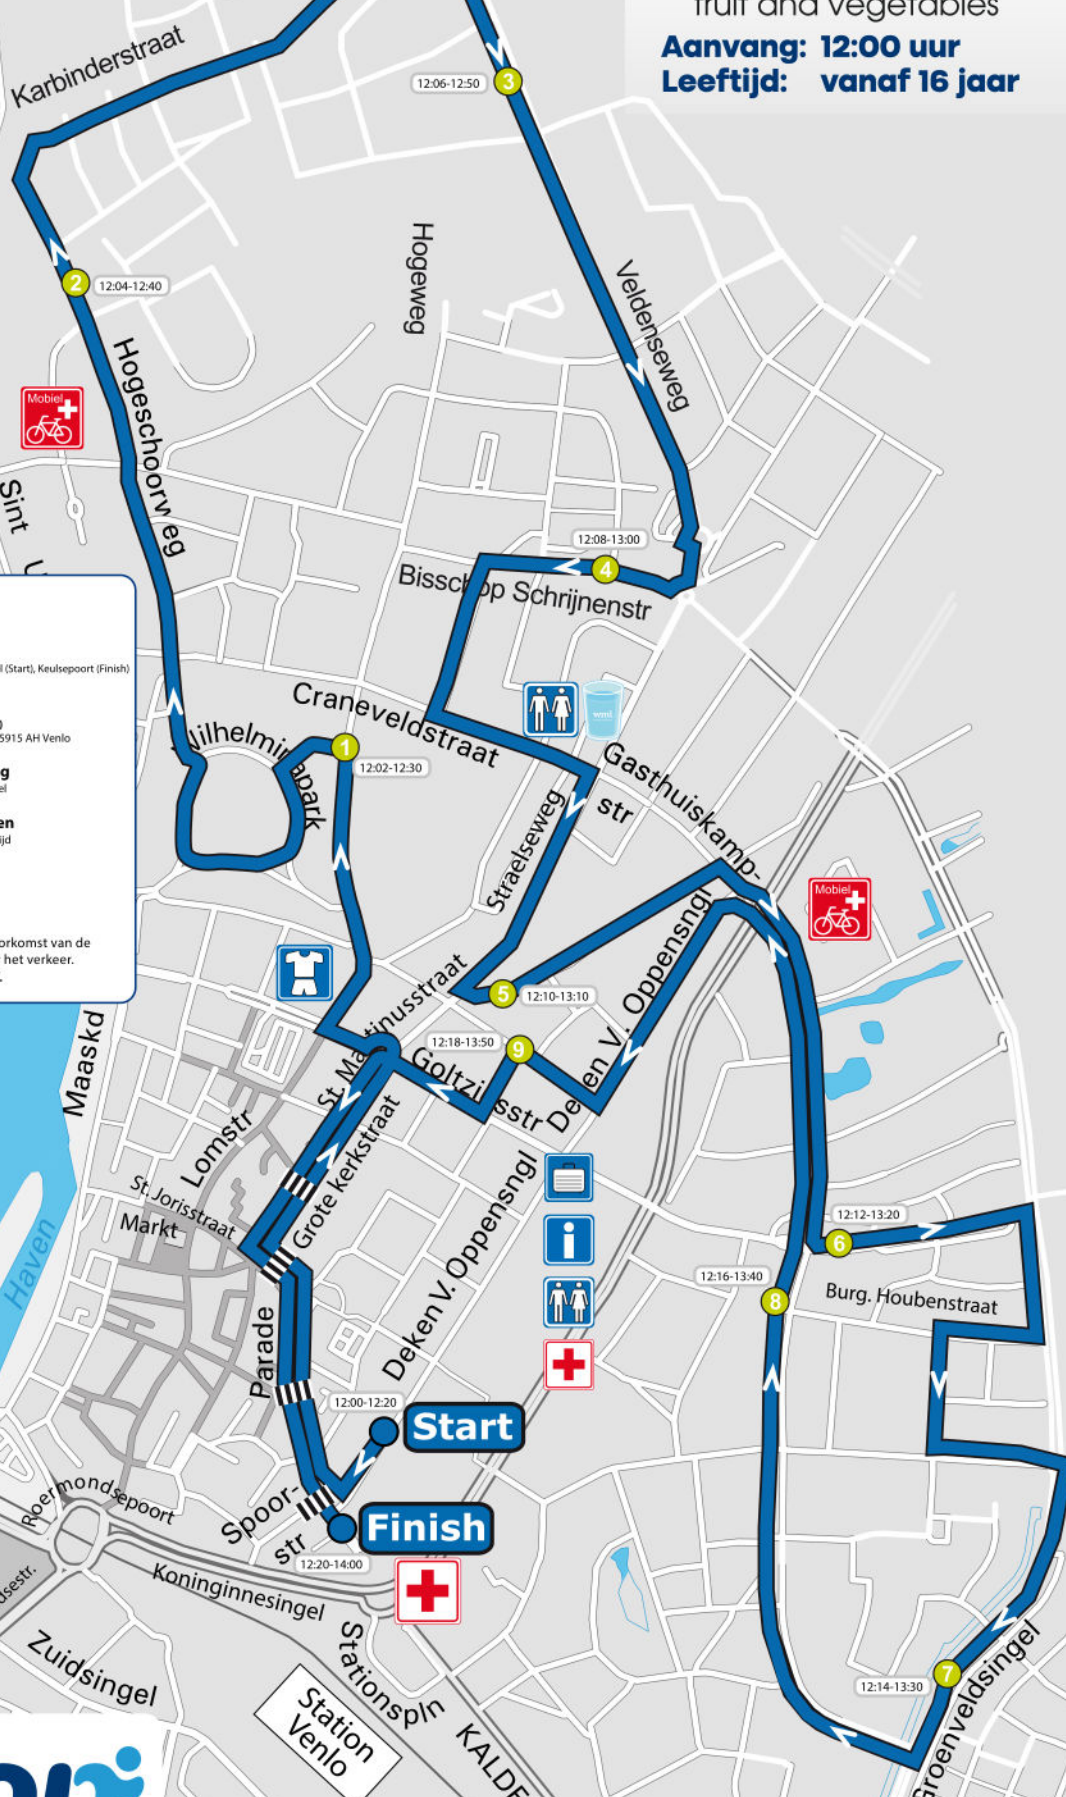 fruit and vegetables
Aanvang: 12:00 uur
Leeftijd: vanaf 16 jaar
Karbinderstraat
12:06-12:50
3
2
12:04-12:40
Hogeweg
Veldenseweg
Hogeschoorweg
Mobiel
Sint
U
12:08-13:00
4
Bisschop Schrijnenstr
l (Start), Keulsepoort (Finish)
5915 AH Venlo
g
el
en
ijd
orkomst van de
het verkeer.
Craneveldstraat
wml
Wilhelminapark
1
12:02-12:30
Gasthuiskamp-
str
Straelseweg
Mobiel
St. Martinusstraat
5
12:10-13:10
Deken V. Oppensngl
12:18-13:50
9
Goltziusstr
Maaskd
Lomstr
Grote kerkstraat
St. Jorisstraat
Markt
Haven
Deken V. Oppensngl
12:12-13:20
6
12:16-13:40
8
Burg. Houbenstraat
Parade
12:00-12:20
Start
Spoor-
str
Finish
12:20-14:00
Roermondsepoort
Koninginnesingel
dsestr.
Zuidsingel
Stationspln
Station
Venlo
KALDE
7
12:14-13:30
Groenveldsingel